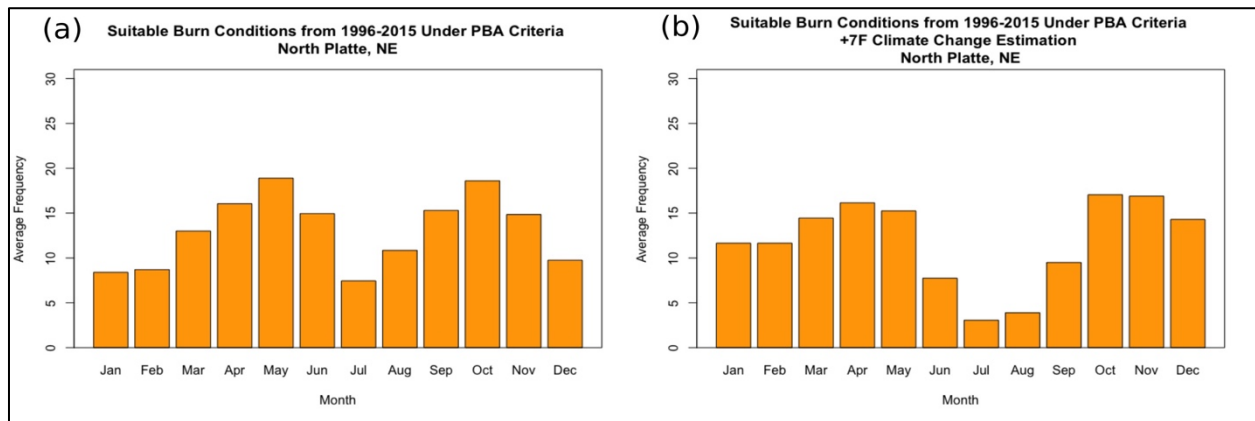 (a)
Suitable Burn Conditions from 1996-2015 Under PBA Criteria
North Platte, NE
30
25
20
15
10
5
0
Average Frequency
Jan Feb Mar Apr May Jun Jul Aug Sep Oct Nov Dec
Month
(b)
Suitable Burn Conditions from 1996-2015 Under PBA Criteria
+7F Climate Change Estimation
North Platte, NE
30
25
20
15
10
5
0
Average Frequency
Jan Feb Mar Apr May Jun Jul Aug Sep Oct Nov Dec
Month